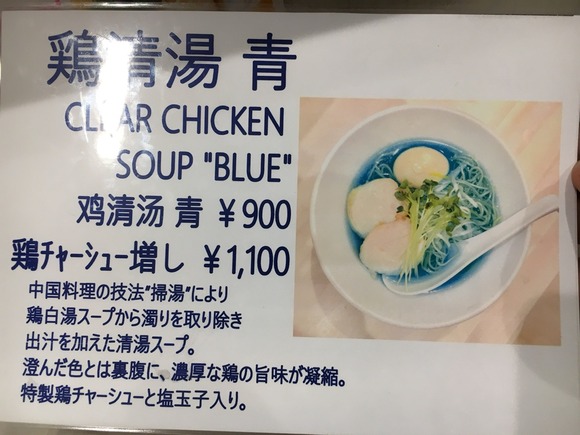 鶏清湯 青
CLEAR CHICKEN
SOUP "BLUE"
鸡清汤 青 ¥900
鶏ﾁｬｰｼｭｰ増し ¥1,100
中国料理の技法"掃湯"により
鶏白湯スープから濁りを取り除き
出汁を加えた清湯スープ。
澄んだ色とは裏腹に、濃厚な鶏の旨味が凝縮。
特製鶏チャーシューと塩玉子入り。